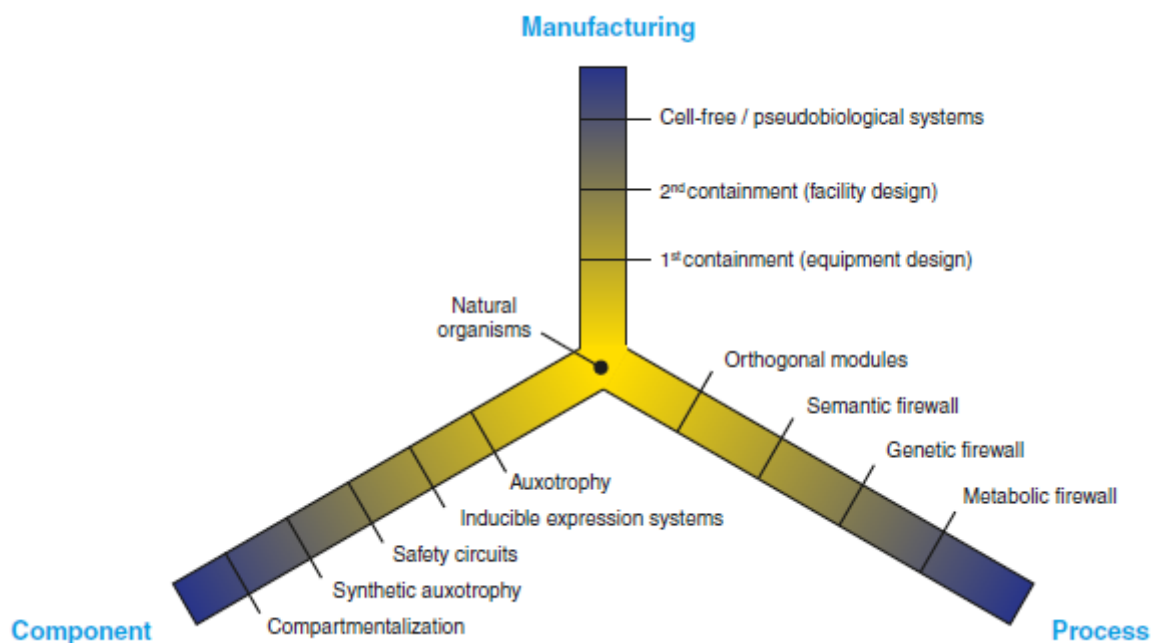 Manufacturing
Cell-free / pseudobiological systems
2nd containment (facility design)
1st containment (equipment design)
Natural
organisms
Orthogonal modules
Semantic firewall
Genetic firewall
Metabolic firewall
Auxotrophy
Inducible expression systems
Safety circuits
Synthetic auxotrophy
Compartmentalization
Component
Process